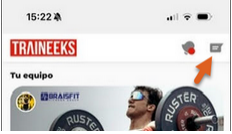 15:22
TRAINEEKS
Tu equipo
BRAISFIT
RUSTER
RUSTER